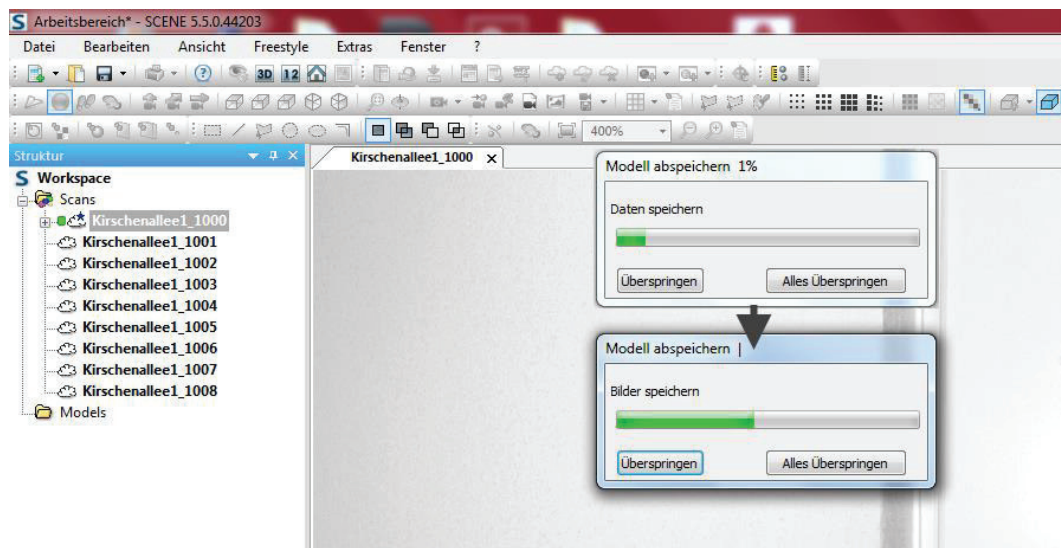 Arbeitsbereich* - SCENE 5.5.0.44203
Datei Bearbeiten Ansicht Freestyle Extras Fenster ?
3D 12
400%
Struktur
Kirschenallee1_1000
S Workspace
Scans
Kirschenallee1_1000
Kirschenallee1_1001
Kirschenallee1_1002
Kirschenallee1_1003
Kirschenallee1_1004
Kirschenallee1_1005
Kirschenallee1_1006
Kirschenallee1_1007
Kirschenallee1_1008
Models
Modell abspeichern 1%
Daten speichern
Überspringen Alles Überspringen
Modell abspeichern |
Bilder speichern
Überspringen Alles Überspringen